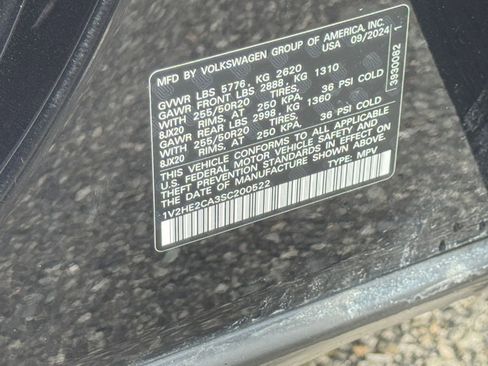 MFD BY VOLKSWAGEN GROUP OF AMERICA, INC.
USA 09/2024
GVWR LBS 5776, KG 2620
GAWR FRONT LBS 2888, KG 1310
WITH 255/50R20 TIRES,
8JX20 RIMS, AT 250 KPA, 36 PSI COLD
GAWR REAR LBS 2998, KG 1360
WITH 255/50R20 TIRES,
8JX20 RIMS, AT 250 KPA, 36 PSI COLD
THIS VEHICLE CONFORMS TO ALL APPLICABLE
U.S. FEDERAL MOTOR VEHICLE SAFETY AND
THEFT PREVENTION STANDARDS IN EFFECT ON
THE DATE OF MANUFACTURE SHOWN ABOVE
1V2HE2CA3SC200522 TYPE: MPV
3930082 1